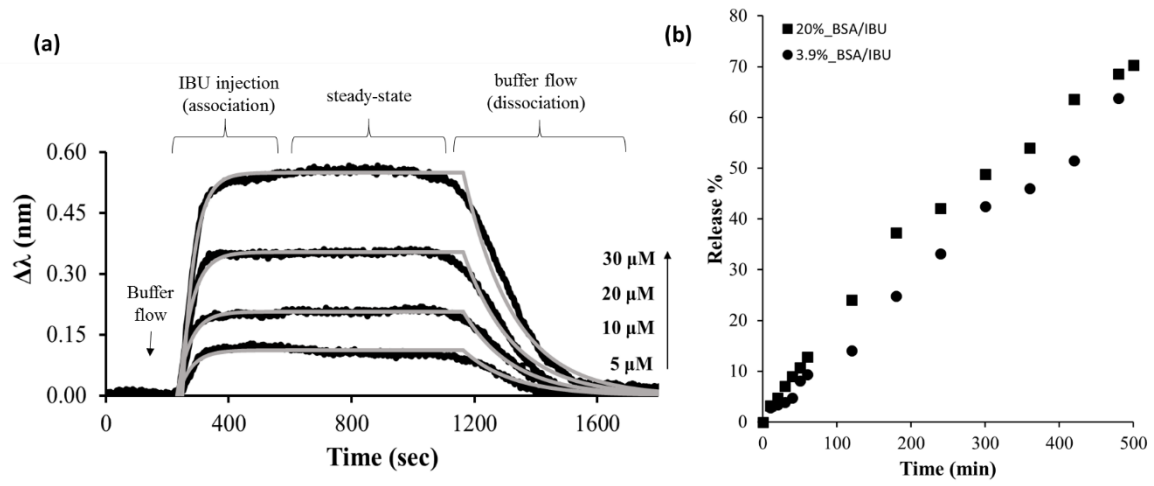 (a)
IBU injection
(association)
steady-state
buffer flow
(dissociation)
0.60
0.45
0.30
0.15
0.00
Δλ (nm)
Buffer
flow
30 μM
20 μM
10 μM
5 μM
0
400
800
1200
1600
Time (sec)
(b)
80
70
60
50
40
30
20
10
0
Release %
20%_BSA/IBU
3.9%_BSA/IBU
0
100
200
300
400
500
Time (min)